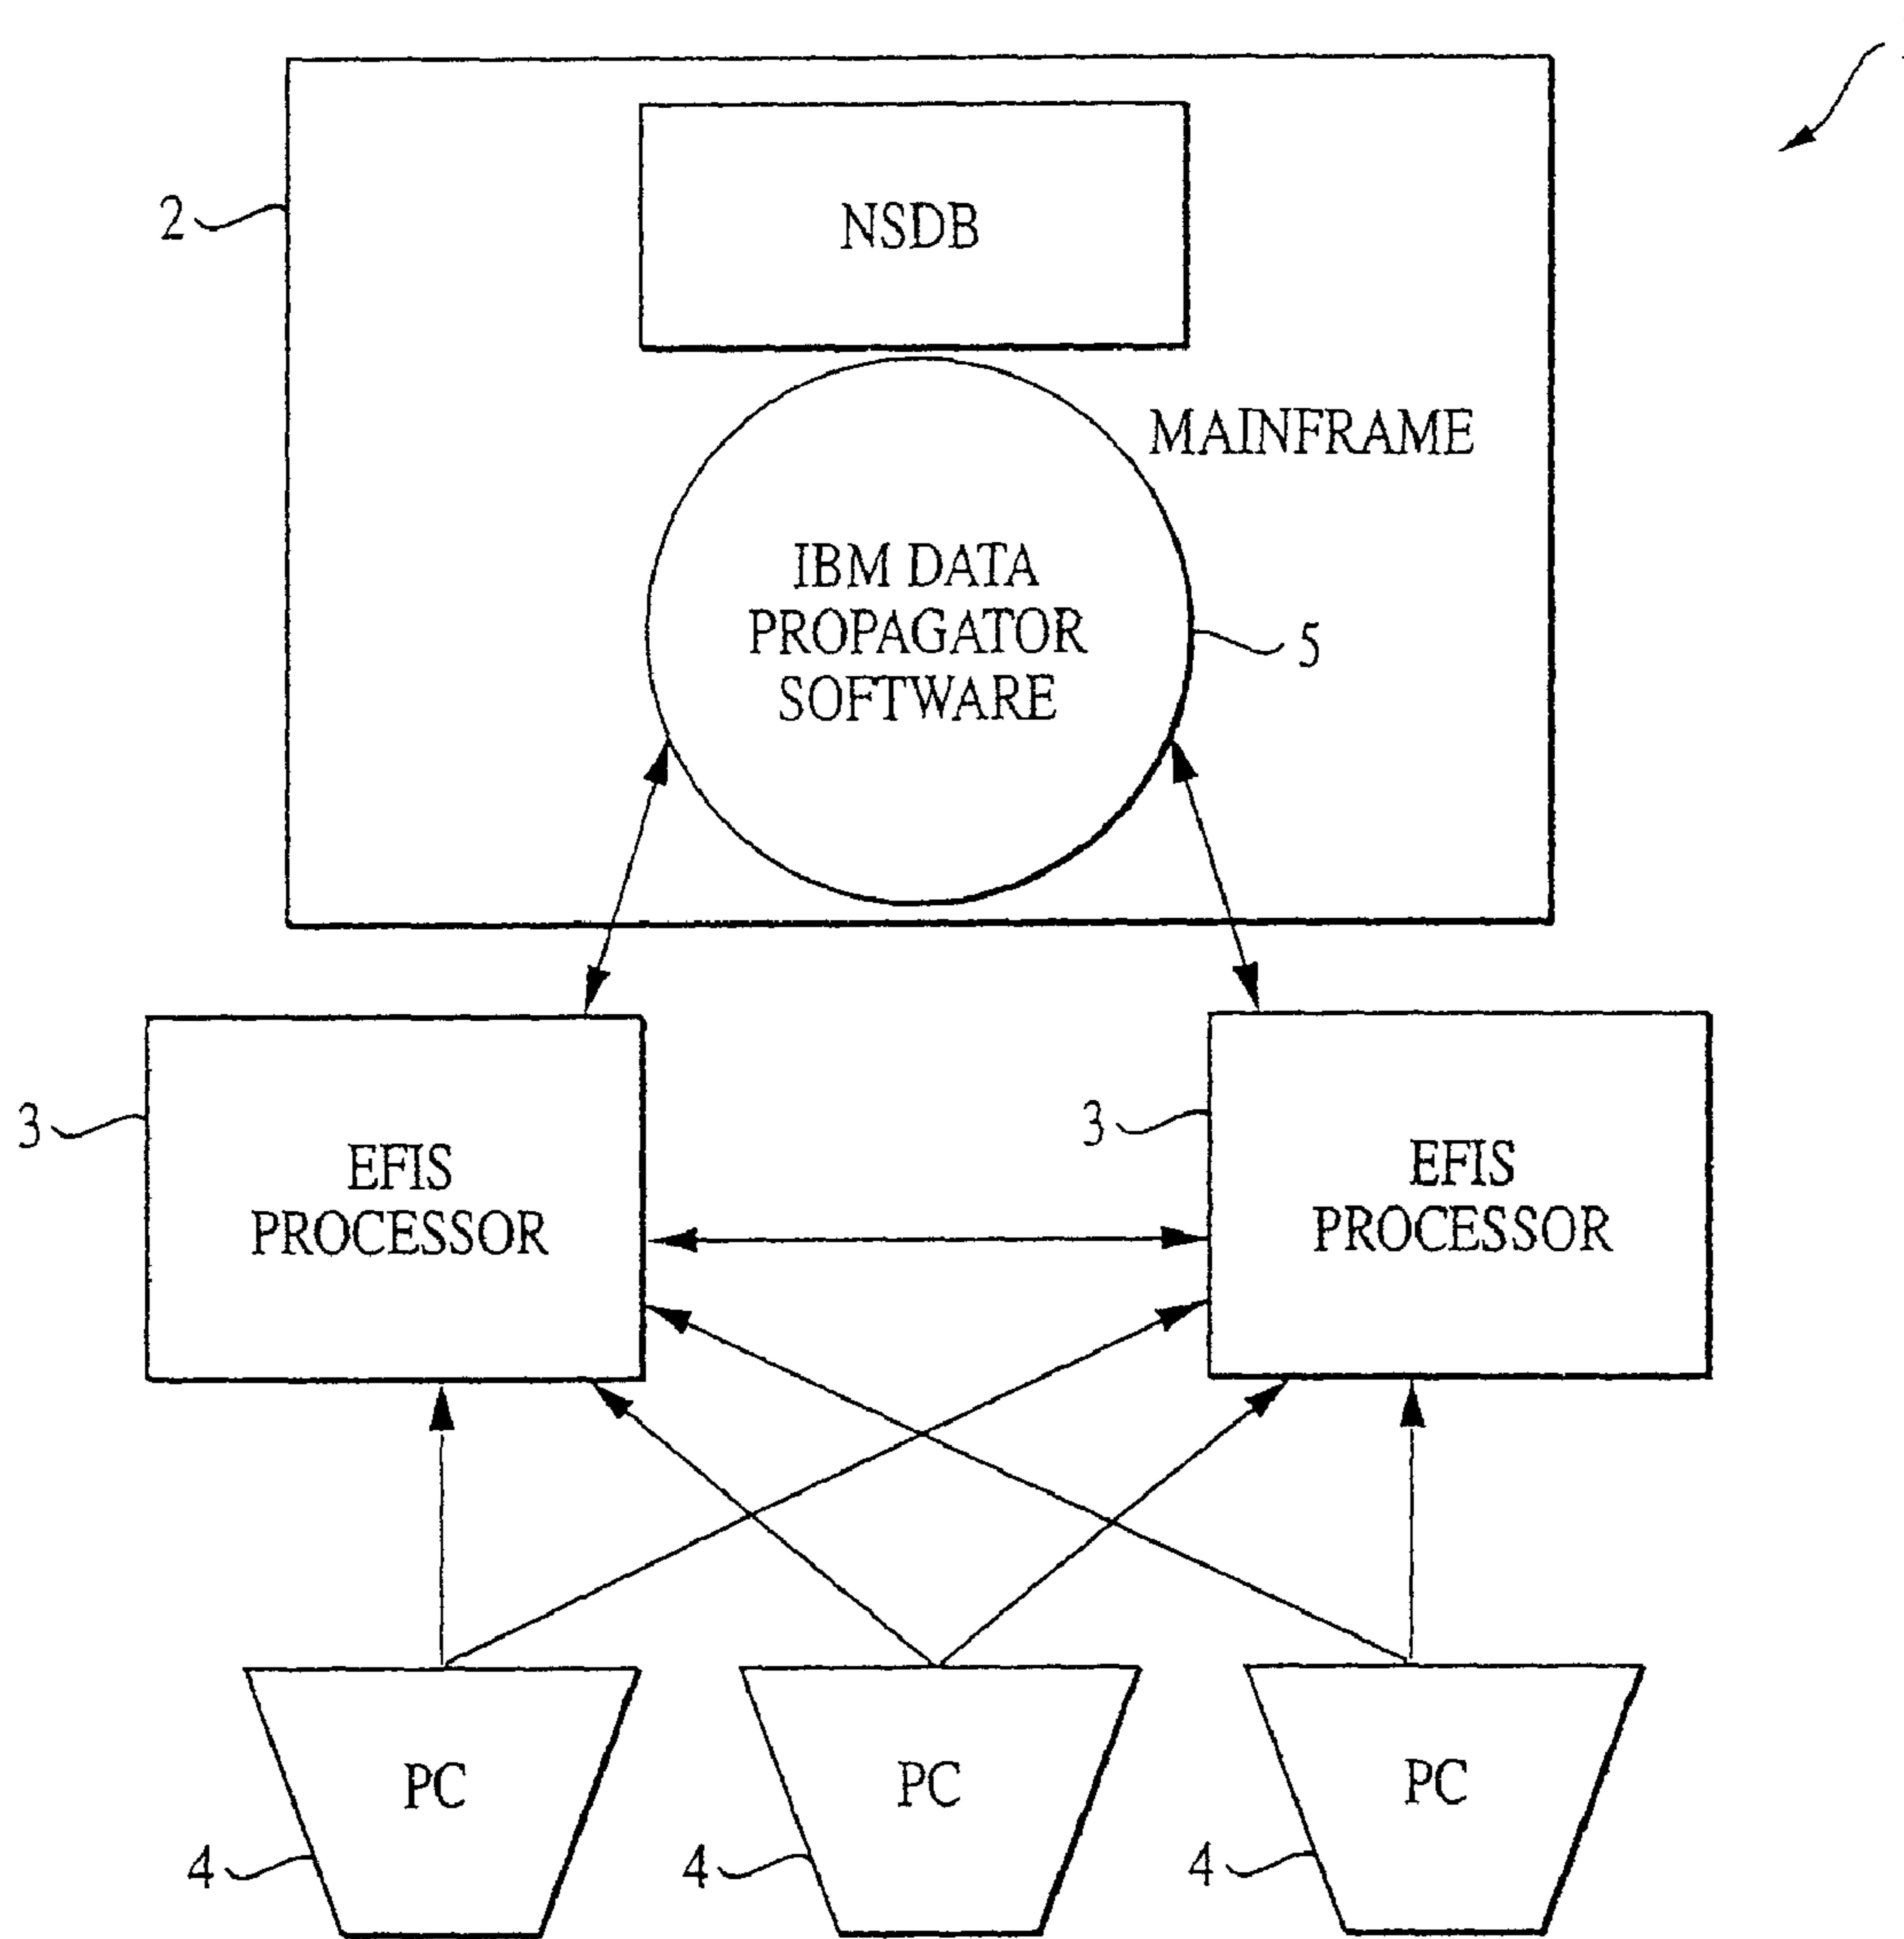 2
NSDB
MAINFRAME
IBM DATA
PROPAGATOR
SOFTWARE
5
3
EFIS
PROCESSOR
3
EFIS
PROCESSOR
PC
PC
PC
4
4
4